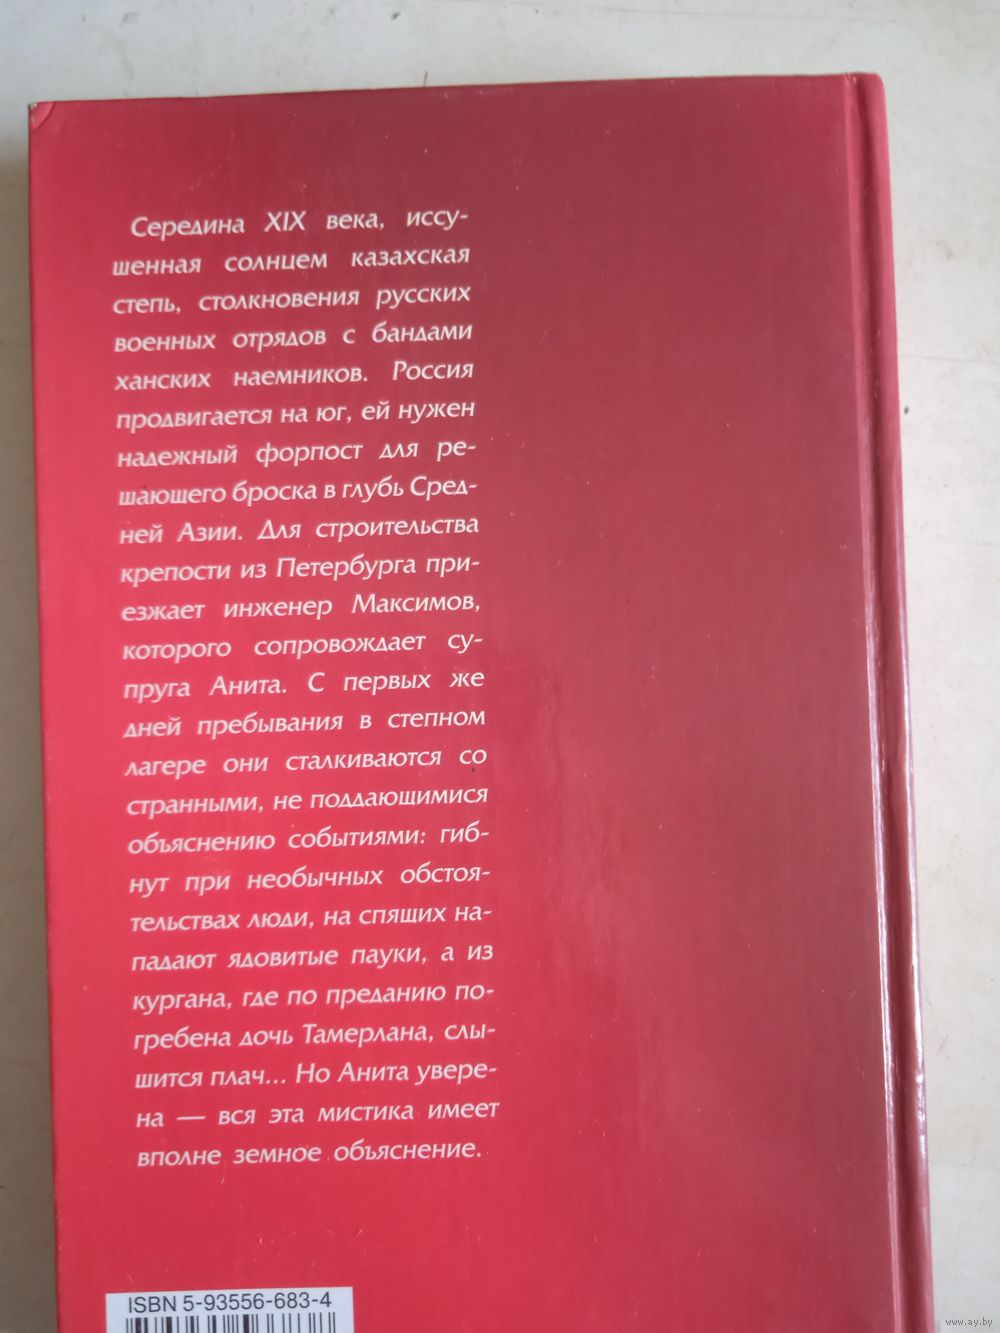 Середина XIX века, иссу-
шенная солнцем казахская
степь, столкновения русских
военных отрядов с бандами
ханских наемников. Россия
продвигается на юг, ей нужен
надежный форпост для ре-
шающего броска в глубь Сред-
ней Азии. Для строительства
крепости из Петербурга при-
езжает инженер Максимов,
которого сопровождает су-
пруга Анита. С первых же
дней пребывания в степном
лагере они сталкиваются со
странными, не поддающимися
объяснению событиями: гиб-
нут при необычных обстоя-
тельствах люди, на спящих на-
падают ядовитые пауки, а из
кургана, где по преданию по-
гребена дочь Тамерлана, слы-
шится плач... Но Анита увере-
на — вся эта мистика имеет
вполне земное объяснение.
ISBN 5-93556-683-4
www.ay.by